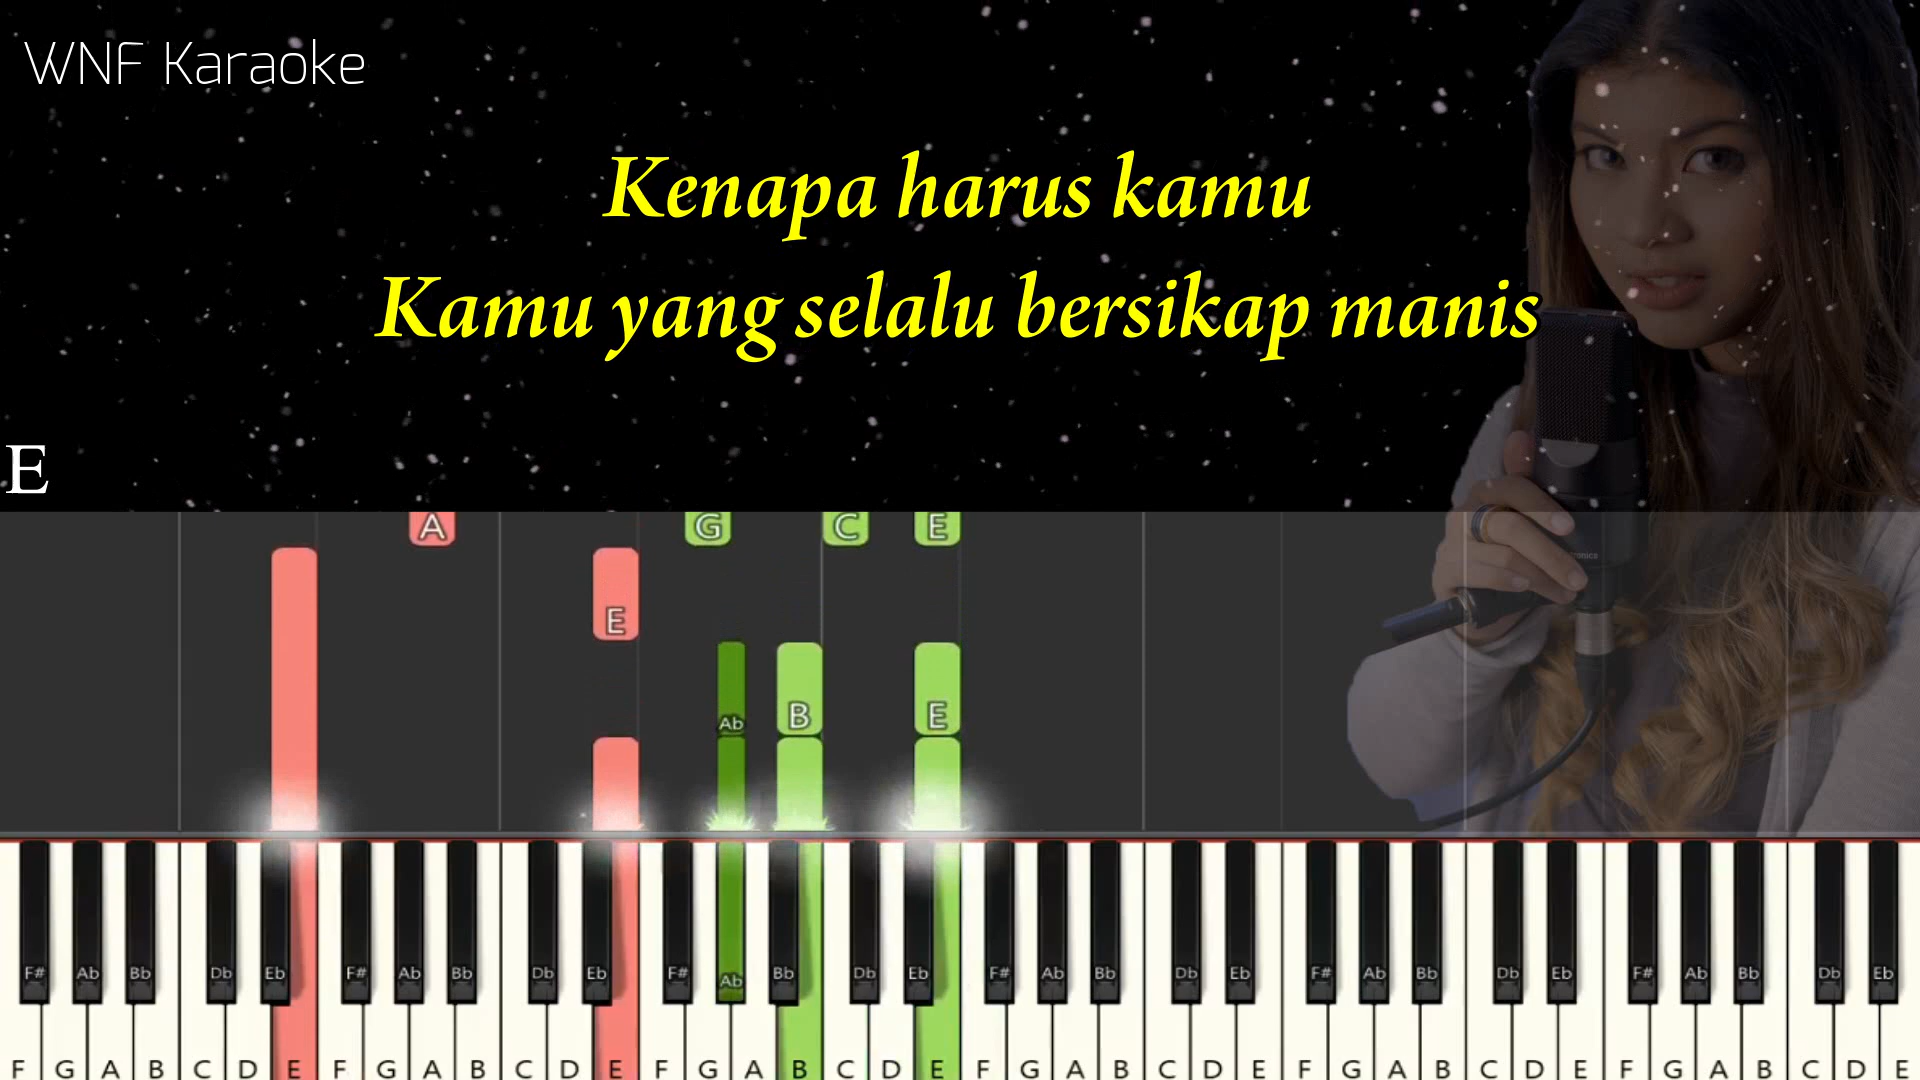 WNF Karaoke
Kenapa harus kamu
Kamu yang selalu bersikap manis
E
A G C E
E
Ab B E
F# Ab Bb Db Eb F# Ab Bb Db Eb F# Ab Bb Db Eb F# Ab Bb Db Eb F# Ab Bb Db Eb F# Ab Bb Db Eb
F G A B C D E F G A B C D E F G A B C D E F G A B C D E F G A B C D E F G A B C D E